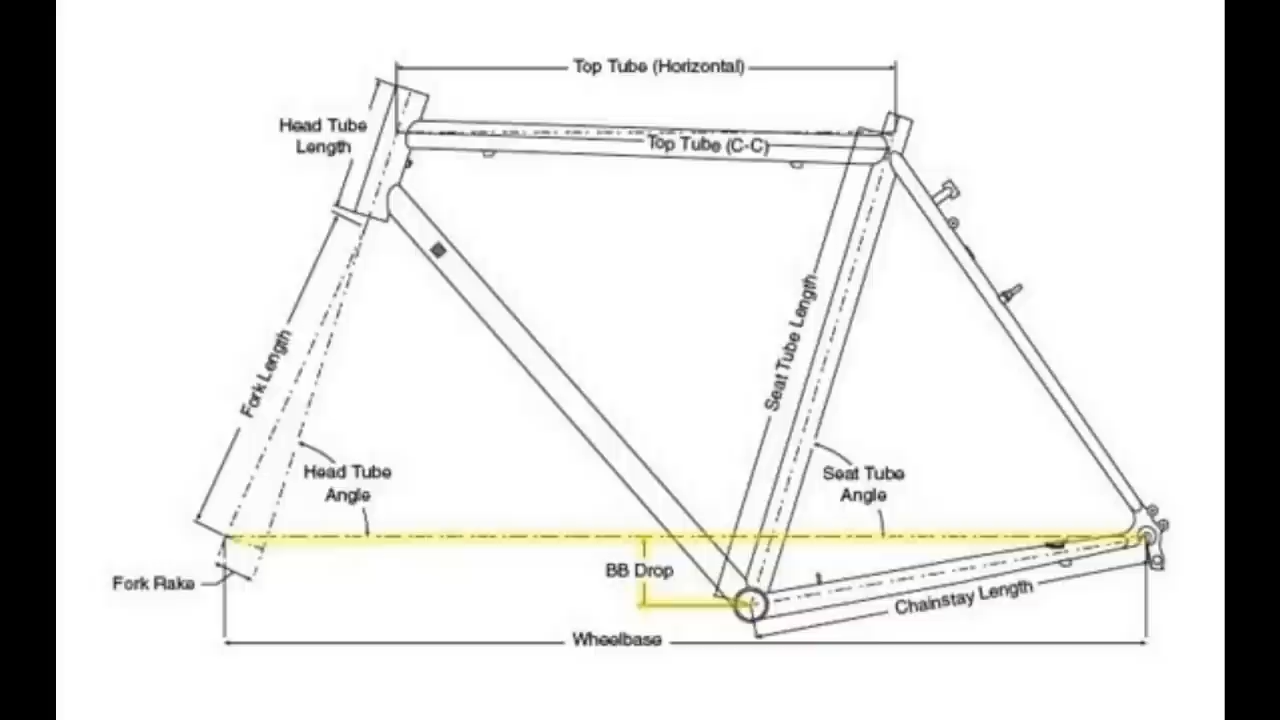 Top Tube (Horizontal)
Head Tube
Length
Top Tube (C-C)
Seat Tube Length
Fork Length
Head Tube
Angle
Seat Tube
Angle
BB Drop
Fork Rake
Chainstay Length
Wheelbase